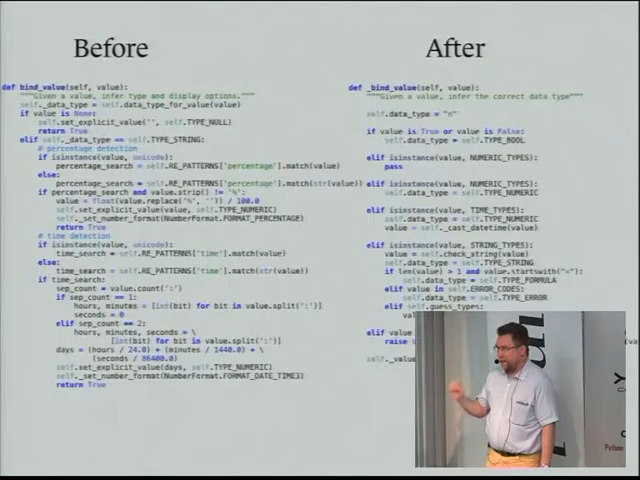 Before
def bind_value(self, value):
"""Given a value, infer type and display options."""
self._data_type = self.data_type_for_value(value)
if value is None:
self.set_explicit_value('', self.TYPE_NULL)
return True
elif self._data_type == self.TYPE_STRING:
# percentage detection
if isinstance(value, unicode):
percentage_search = self.RE_PATTERNS['percentage'].match(value)
else:
percentage_search = self.RE_PATTERNS['percentage'].match(str(value))
if percentage_search and value.strip() != '%':
value = float(value.replace('%', '')) / 100.0
self.set_explicit_value(value, self.TYPE_NUMERIC)
self._set_number_format(NumberFormat.FORMAT_PERCENTAGE)
return True
# time detection
if isinstance(value, unicode):
time_search = self.RE_PATTERNS['time'].match(value)
else:
time_search = self.RE_PATTERNS['time'].match(str(value))
if time_search:
sep_count = value.count(':')
if sep_count == 1:
hours, minutes = [int(bit) for bit in value.split(':')]
seconds = 0
elif sep_count == 2:
hours, minutes, seconds = \
[int(bit) for bit in value.split(':')]
days = (hours / 24.0) + (minutes / 1440.0) + \
(seconds / 86400.0)
self.set_explicit_value(days, self.TYPE_NUMERIC)
self._set_number_format(NumberFormat.FORMAT_DATE_TIME3)
return True
After
def _bind_value(self, value):
"""Given a value, infer the correct data type"""
self.data_type = "n"
if value is True or value is False:
self.data_type = self.TYPE_BOOL
elif isinstance(value, NUMERIC_TYPES):
pass
elif isinstance(value, NUMERIC_TYPES):
self.data_type = self.TYPE_NUMERIC
elif isinstance(value, TIME_TYPES):
self.data_type = self.TYPE_NUMERIC
value = self._cast_datetime(value)
elif isinstance(value, STRING_TYPES):
value = self.check_string(value)
self.data_type = self.TYPE_STRING
if len(value) > 1 and value.startswith("="):
self.data_type = self.TYPE_FORMULA
elif value in self.ERROR_CODES:
self.data_type = self.TYPE_ERROR
elif self.guess_types:
elif value
raise
self._valu
Python